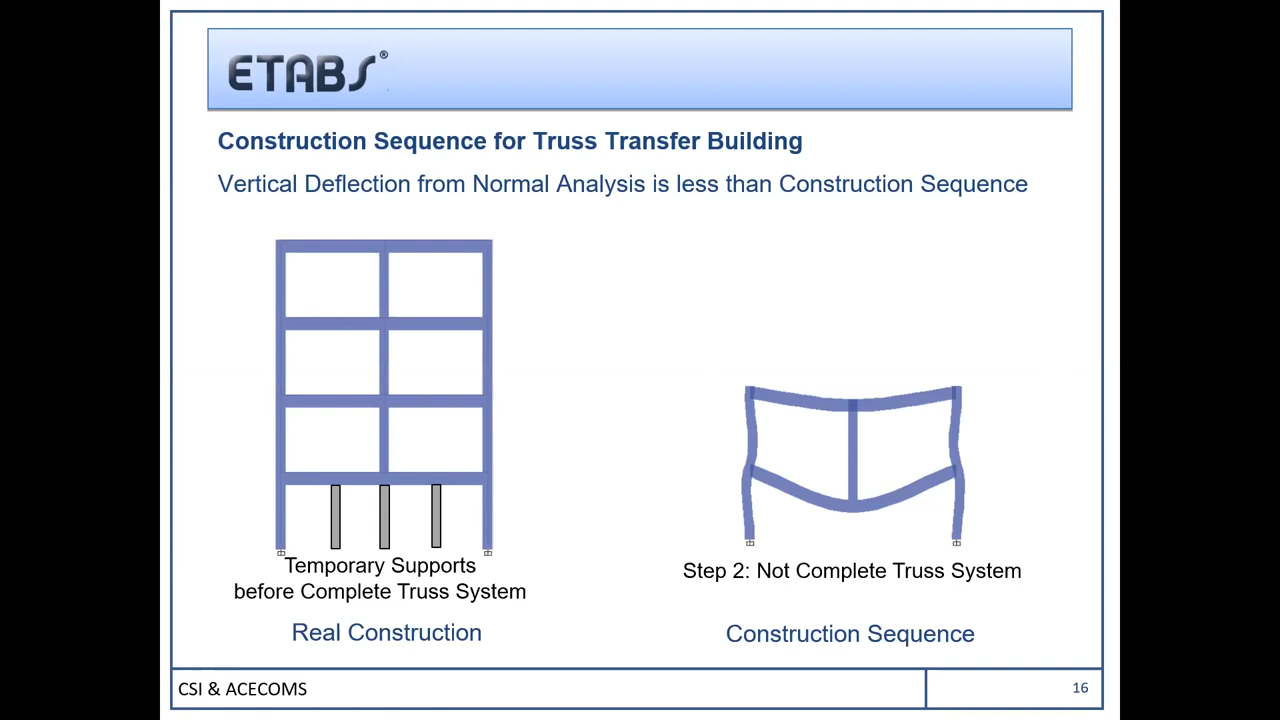 ETABS®
Construction Sequence for Truss Transfer Building
Vertical Deflection from Normal Analysis is less than Construction Sequence
Temporary Supports
before Complete Truss System
Real Construction
Step 2: Not Complete Truss System
Construction Sequence
CSI & ACECOMS
16